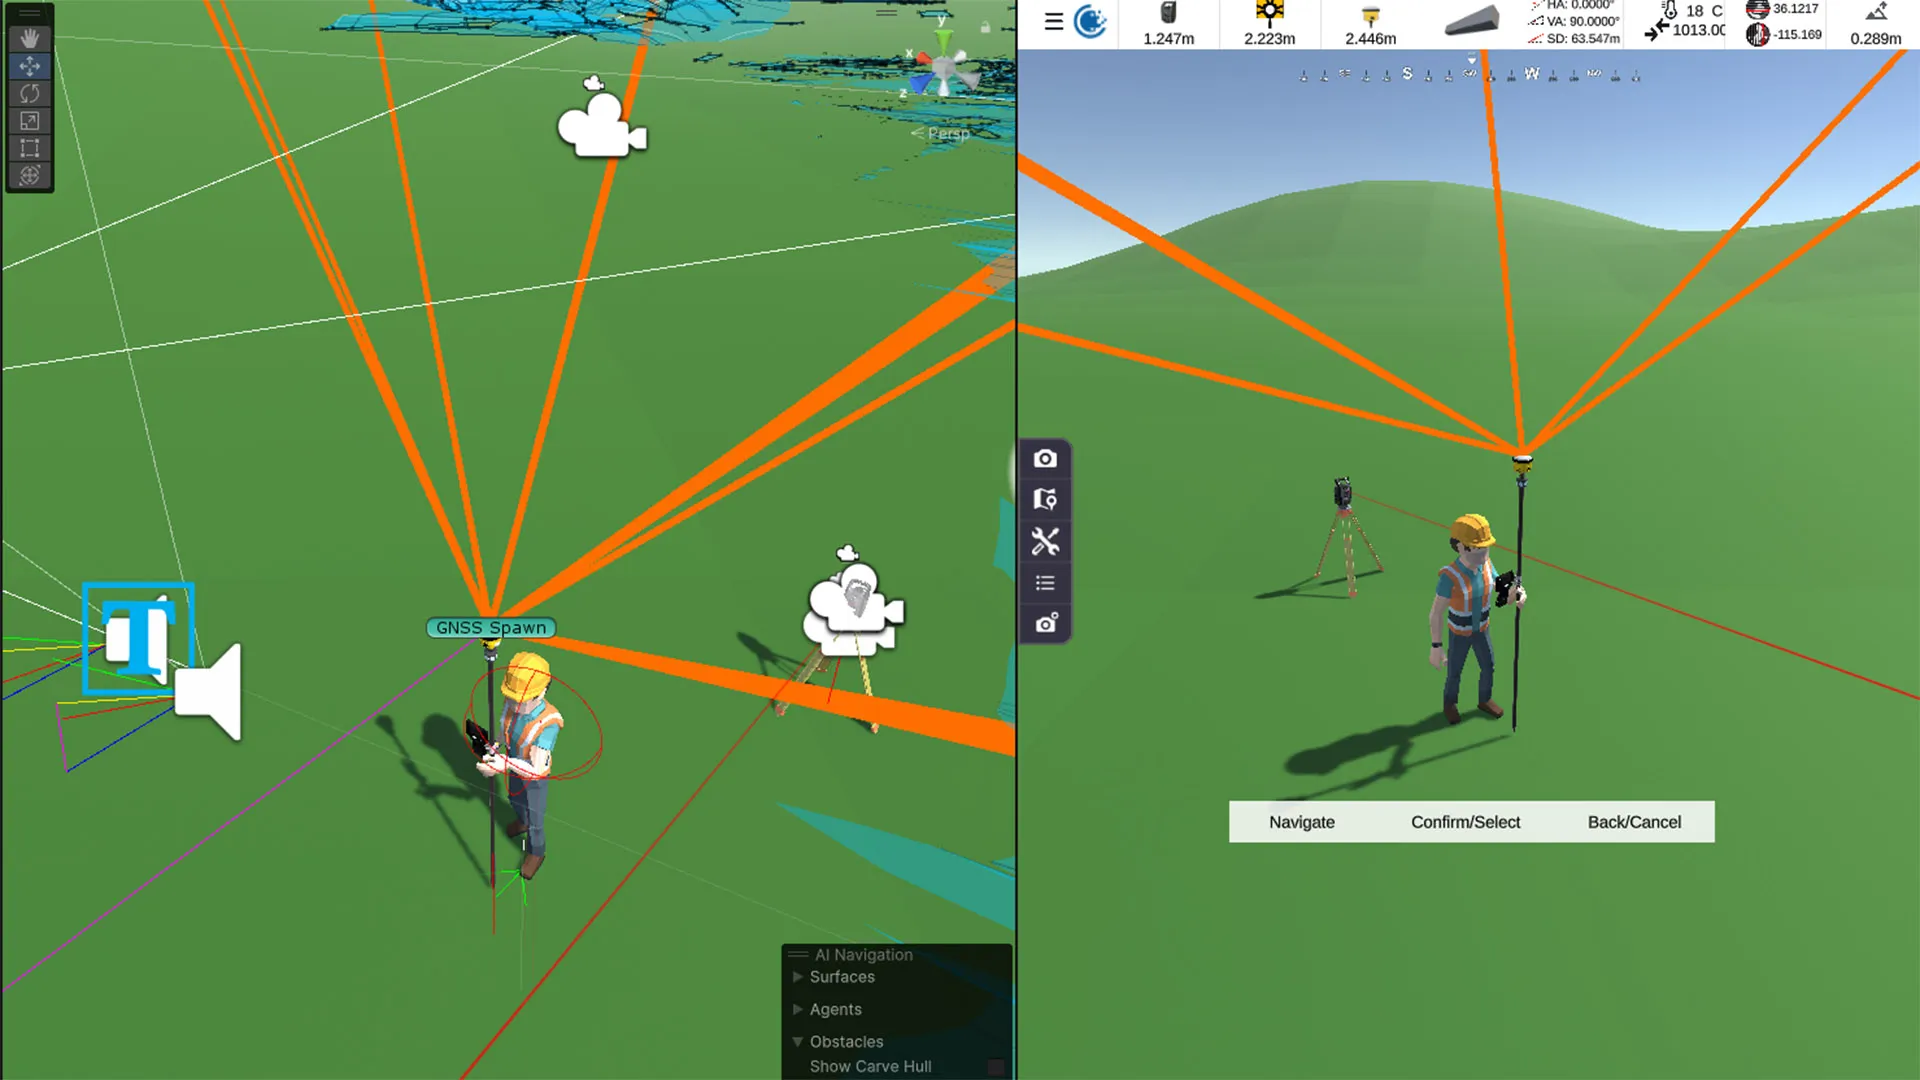 y
x
z
Persp
GNSS Spawn
AI Navigation
Surfaces
Agents
Obstacles
Show Carve Hull
1.247m
2.223m
2.446m
HA: 0.0000°
VA: 90.0000°
SD: 63.547m
18 C
1013.00
36.1217
-115.169
0.289m
S
W
Navigate
Confirm/Select
Back/Cancel